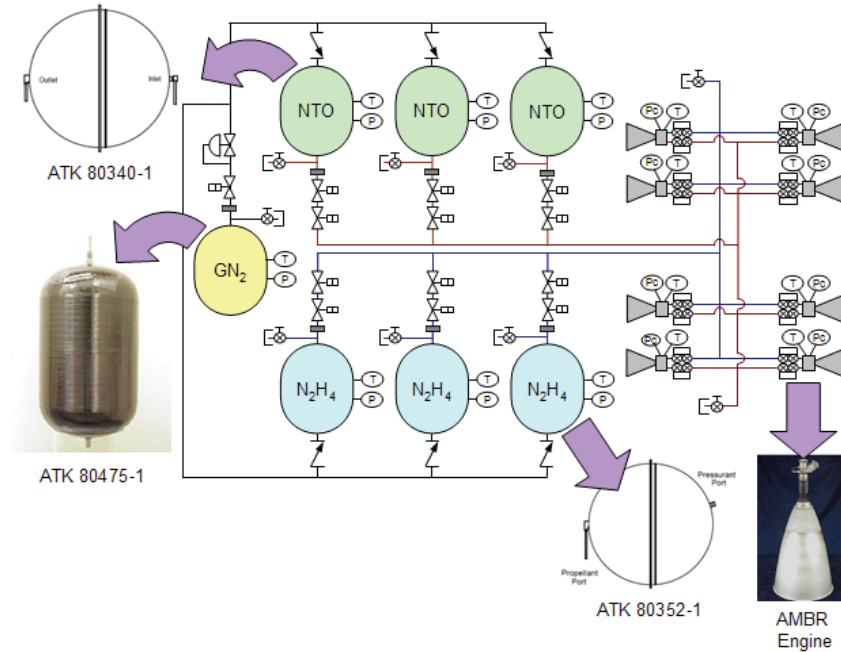 Outlet
Inlet
ATK 80340-1
NTO
T
P
NTO
T
P
NTO
T
P
Pc
T
T
Pc
Pc
T
T
Pc
GN₂
T
P
Pc
T
T
Pc
Pc
T
T
Pc
N₂H₄
T
P
N₂H₄
T
P
N₂H₄
T
P
ATK 80475-1
Pressurant
Port
Propellant
Port
ATK 80352-1
AMBR
Engine